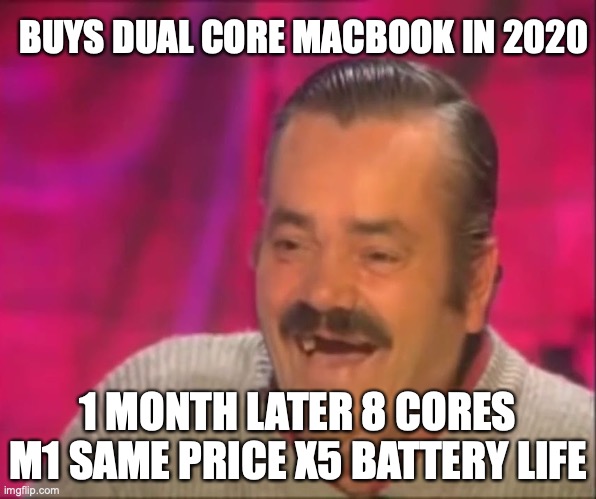 BUYS DUAL CORE MACBOOK IN 2020
1 MONTH LATER 8 CORES
M1 SAME PRICE X5 BATTERY LIFE
imgflip.com